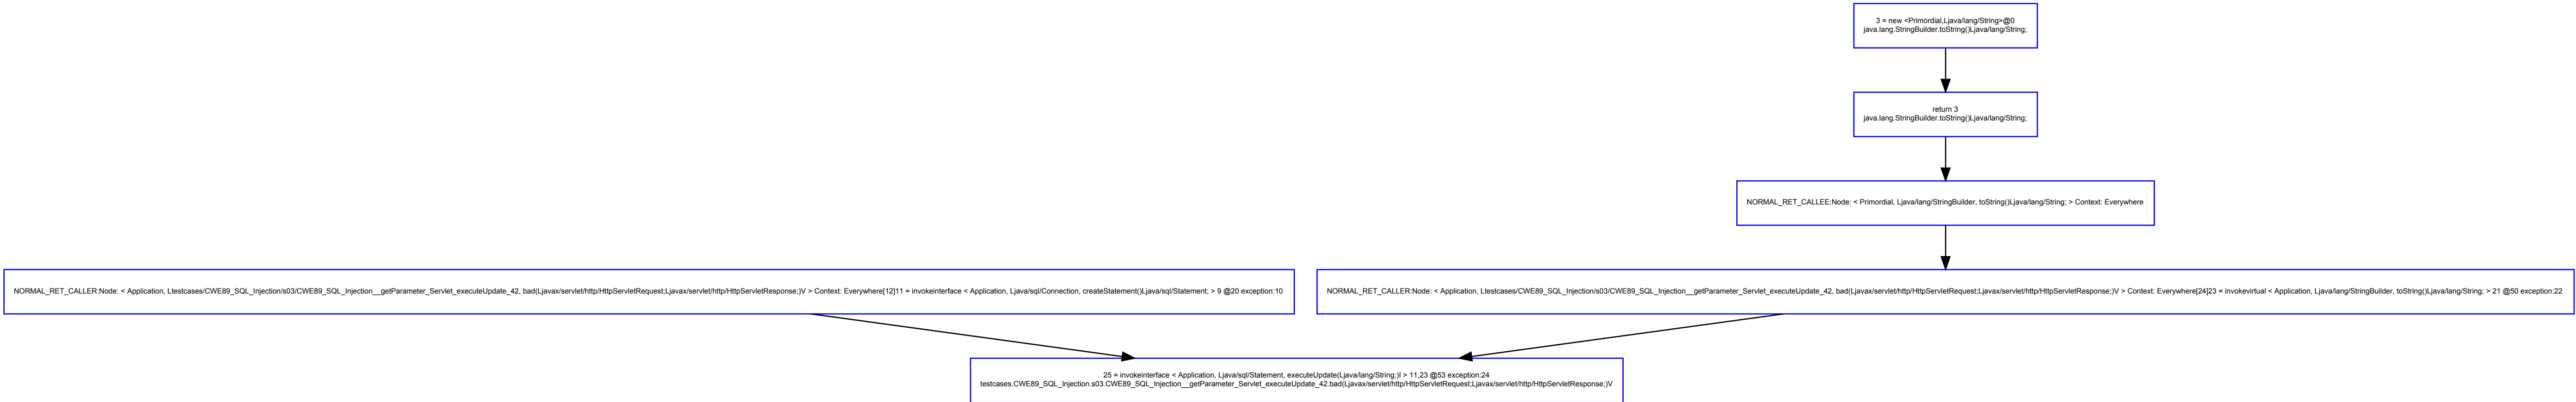 3 = new <Primordial,Ljava/lang/String>@0
java.lang.StringBuilder.toString()Ljava/lang/String;
return 3
java.lang.StringBuilder.toString()Ljava/lang/String;
NORMAL_RET_CALLEE:Node: < Primordial, Ljava/lang/StringBuilder, toString()Ljava/lang/String; > Context: Everywhere
NORMAL_RET_CALLER:Node: < Application, Ltestcases/CWE89_SQL_Injection/s03/CWE89_SQL_Injection__getParameter_Servlet_executeUpdate_42, bad(Ljavax/servlet/http/HttpServletRequest;Ljavax/servlet/http/HttpServletResponse;)V > Context: Everywhere[12]11 = invokeinterface < Application, Ljava/sql/Connection, createStatement()Ljava/sql/Statement; > 9 @20 exception:10
NORMAL_RET_CALLER:Node: < Application, Ltestcases/CWE89_SQL_Injection/s03/CWE89_SQL_Injection__getParameter_Servlet_executeUpdate_42, bad(Ljavax/servlet/http/HttpServletRequest;Ljavax/servlet/http/HttpServletResponse;)V > Context: Everywhere[24]23 = invokevirtual < Application, Ljava/lang/StringBuilder, toString()Ljava/lang/String; > 21 @50 exception:22
25 = invokeinterface < Application, Ljava/sql/Statement, executeUpdate(Ljava/lang/String;)I > 11,23 @53 exception:24
testcases.CWE89_SQL_Injection.s03.CWE89_SQL_Injection__getParameter_Servlet_executeUpdate_42.bad(Ljavax/servlet/http/HttpServletRequest;Ljavax/servlet/http/HttpServletResponse;)V